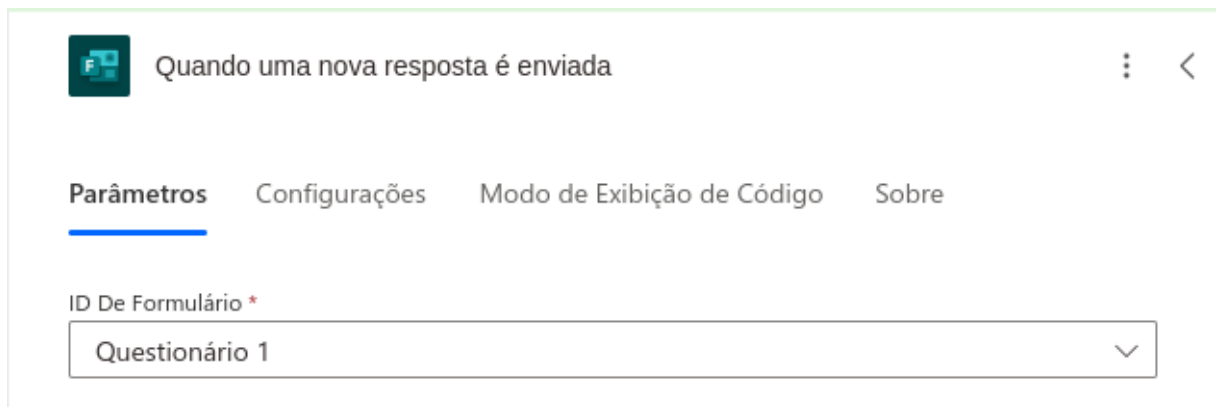 Quando uma nova resposta é enviada
Parâmetros Configurações Modo de Exibição de Código Sobre
ID De Formulário *
Questionário 1